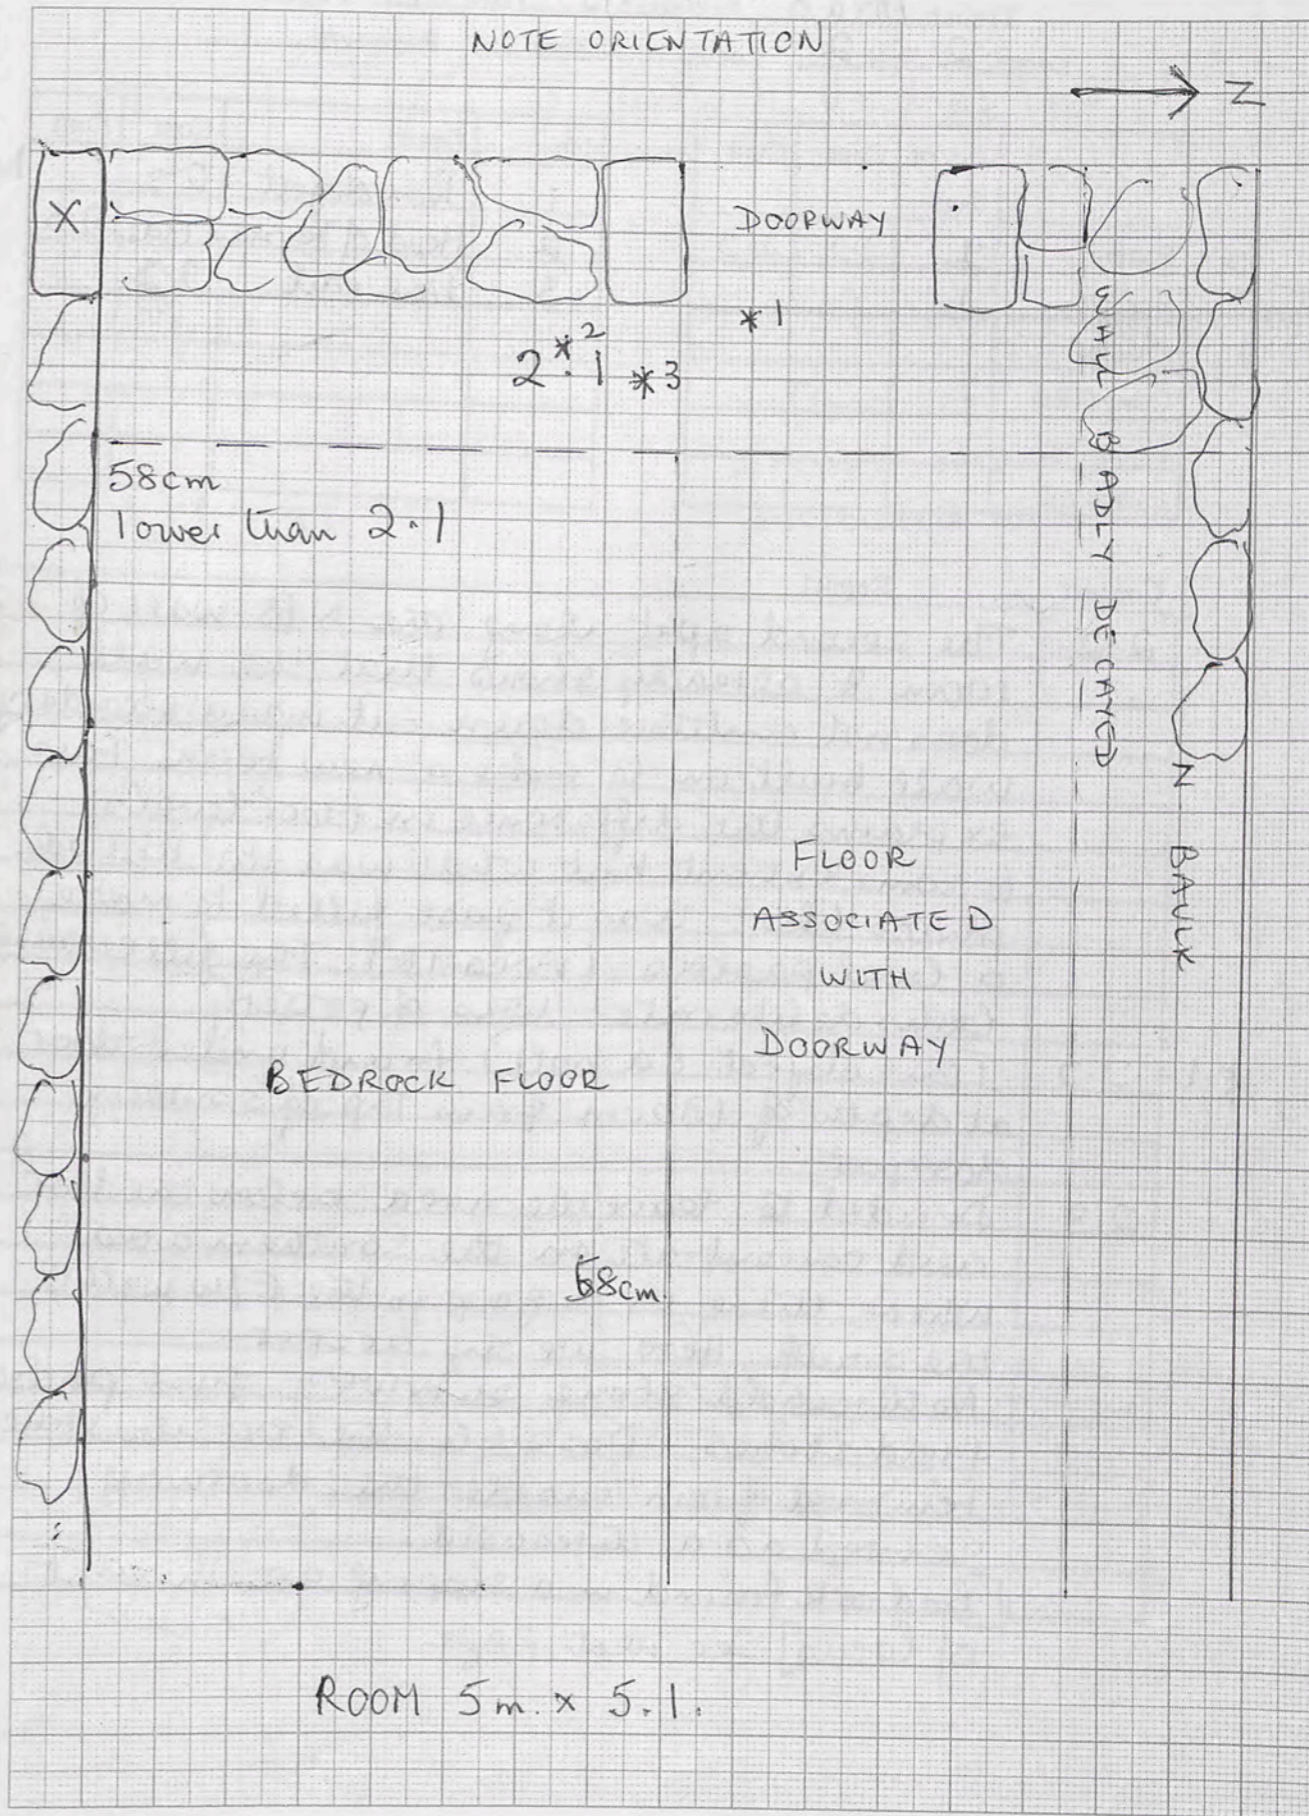 NOTE ORIENTATION
N
X
DOORWAY
*1
*2
2.1
*3
58cm
lower than 2.1
WALL BADLY DECAYED
N BAULK
FLOOR
ASSOCIATED
WITH
DOORWAY
BEDROCK FLOOR
58cm.
ROOM 5m. x 5.1.